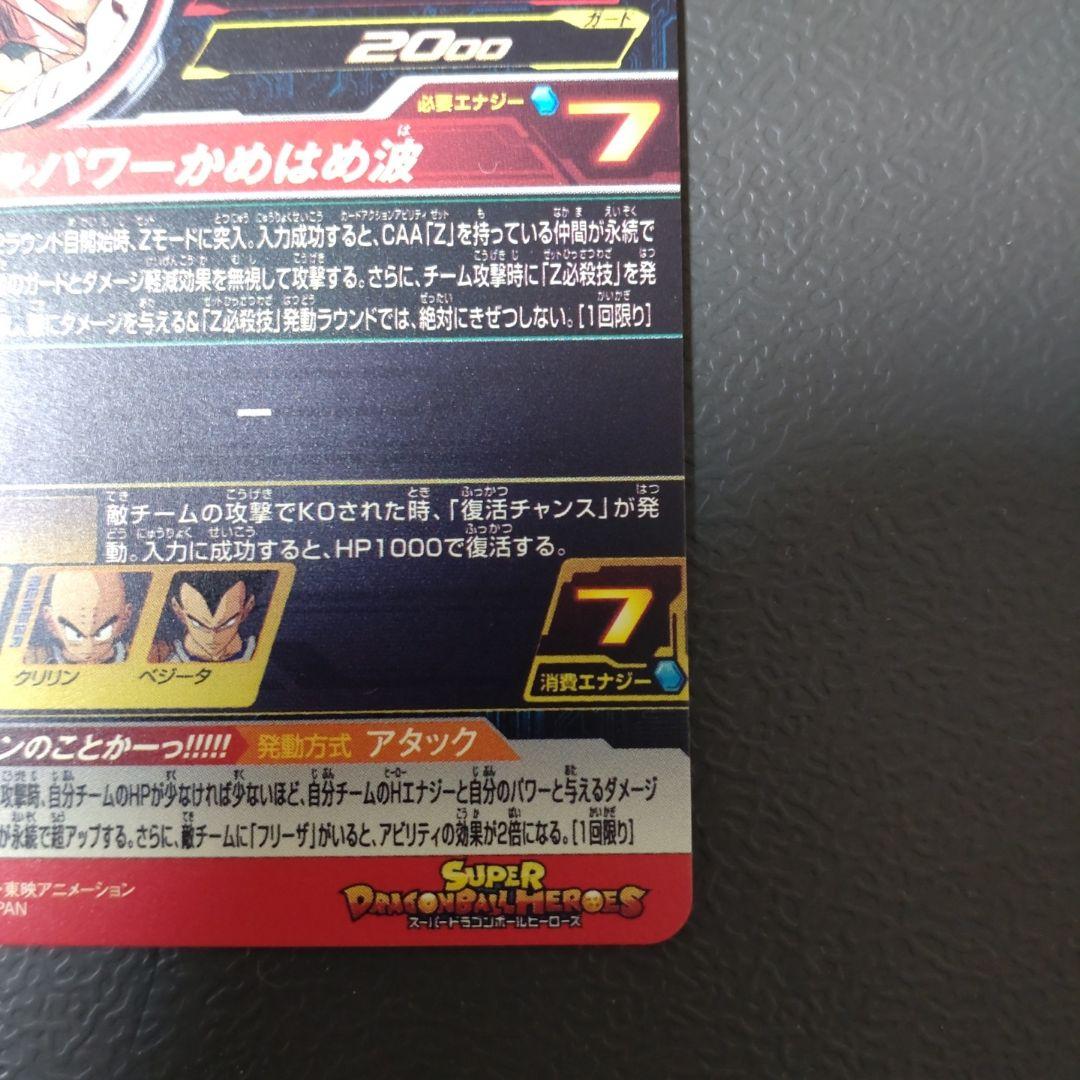 ガード
2000
必要エナジー 7
ルパワーかめはめ波
ラウンド目開始時、Zモードに突入。入力成功すると、CAA「Z」を持っている仲間が永続で
のガードとダメージ軽減効果を無視して攻撃する。さらに、チーム攻撃時に「Z必殺技」を発
にダメージを与える&「Z必殺技」発動ラウンドでは、絶対にきぜつしない。[1回限り]
ー
敵チームの攻撃でKOされた時、「復活チャンス」が発
動。入力に成功すると、HP1000で復活する。
クリリン ベジータ
7
消費エナジー
ンのことかーっ!!!!! 発動方式 アタック
攻撃時、自分チームのHPが少なければ少ないほど、自分チームのHエナジーと自分のパワーと与えるダメージ
が永続で超アップする。さらに、敵チームに「フリーザ」がいると、アビリティの効果が2倍になる。[1回限り]
・東映アニメーション
PAN
SUPER
DRAGONBALL HEROES
スーパードラゴンボールヒーローズ